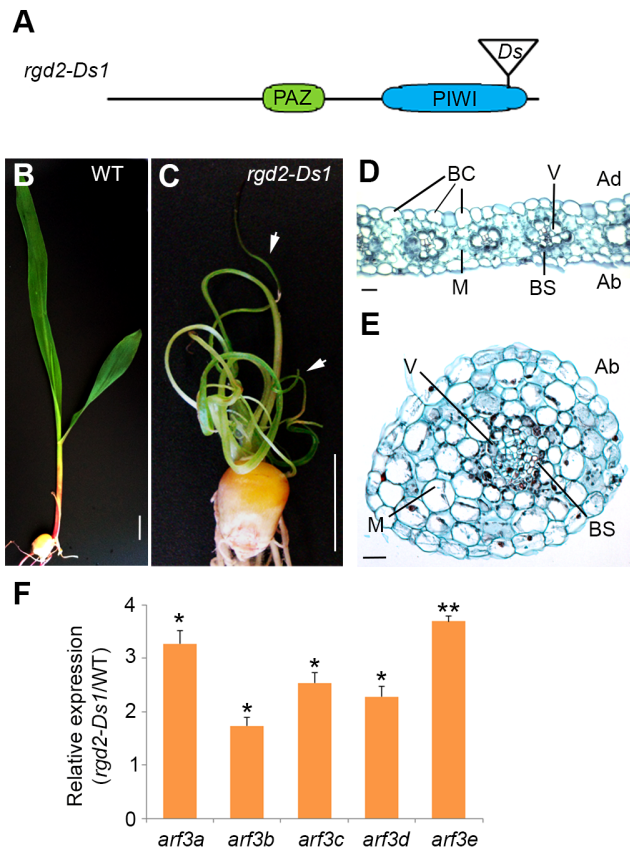 A
rgd2-Ds1
Ds
PAZ
PIWI
B
WT
C
rgd2-Ds1
D
BC
V
Ad
M
BS
Ab
E
V
Ab
M
BS
F
Relative expression
(rgd2-Ds1/WT)
4
3
2
1
0
*
*
*
*
**
arf3a
arf3b
arf3c
arf3d
arf3e